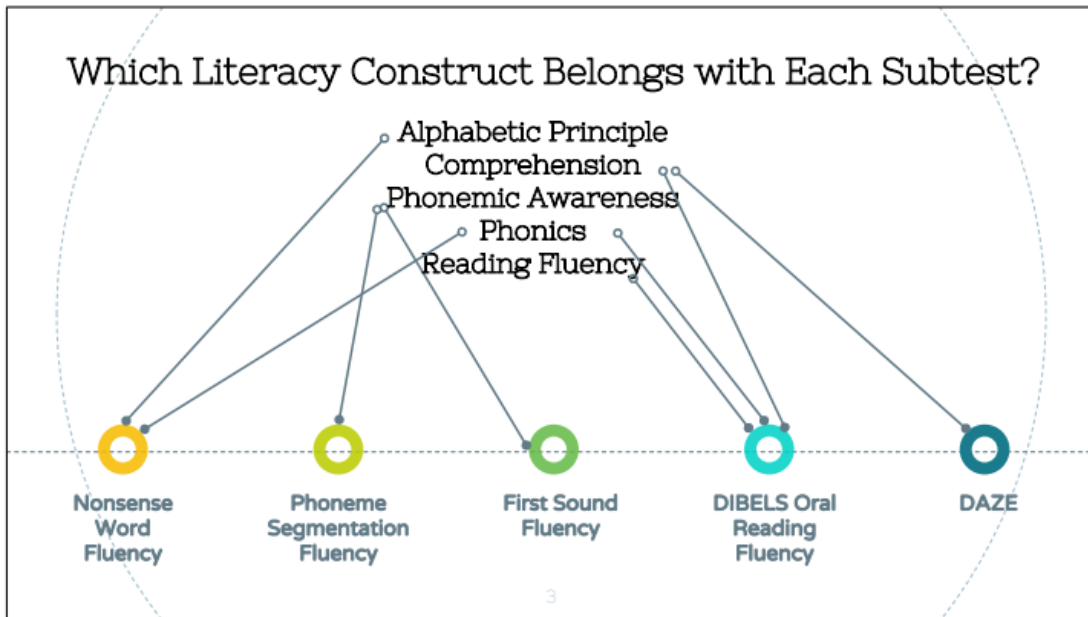 Which Literacy Construct Belongs with Each Subtest?
Alphabetic Principle
Comprehension
Phonemic Awareness
Phonics
Reading Fluency
Nonsense
Word
Fluency
Phoneme
Segmentation
Fluency
First Sound
Fluency
DIBELS Oral
Reading
Fluency
DAZE
3